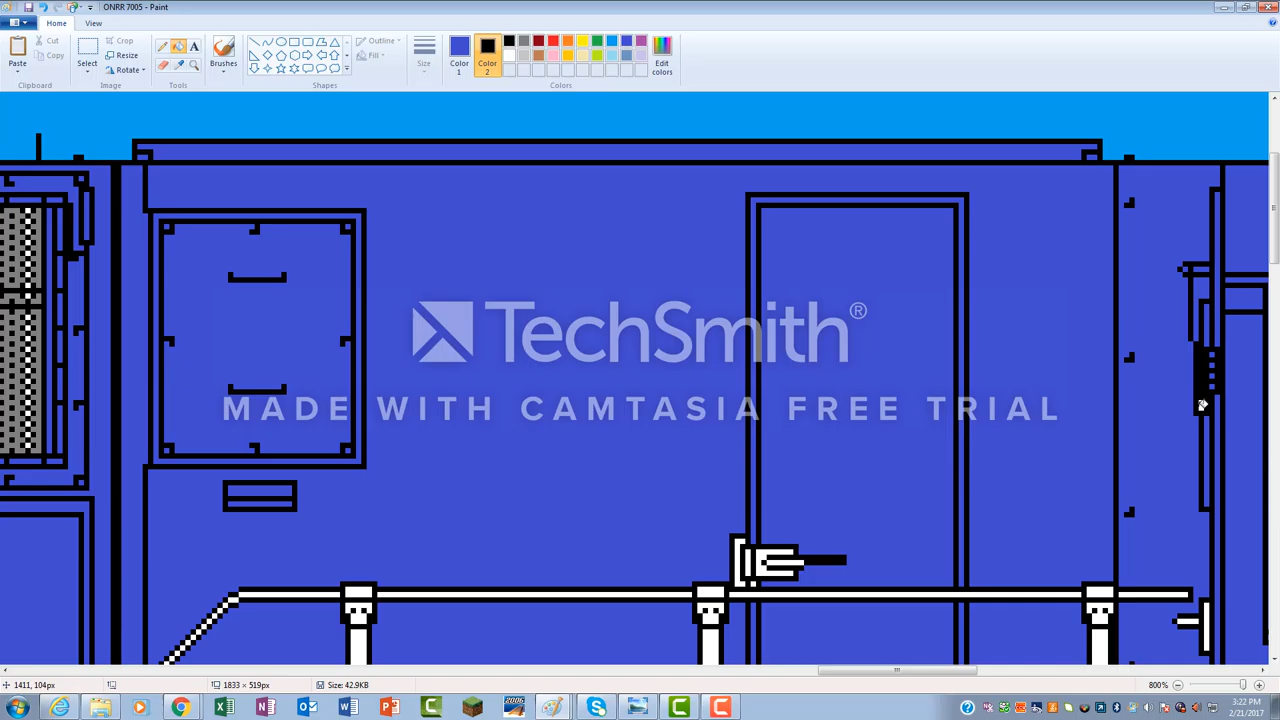 ONRR 7005 - Paint
Home View
Paste
Cut
Copy
Clipboard
Select
Crop
Resize
Rotate
Image
A
Tools
Brushes
Outline
Fill
Shapes
Size
Color 1
Color 2
Edit colors
Colors
TechSmith®
MADE WITH CAMTASIA FREE TRIAL
1411, 104px
1833 × 519px
Size: 42.9KB
800%
2006
3:22 PM
2/21/2017